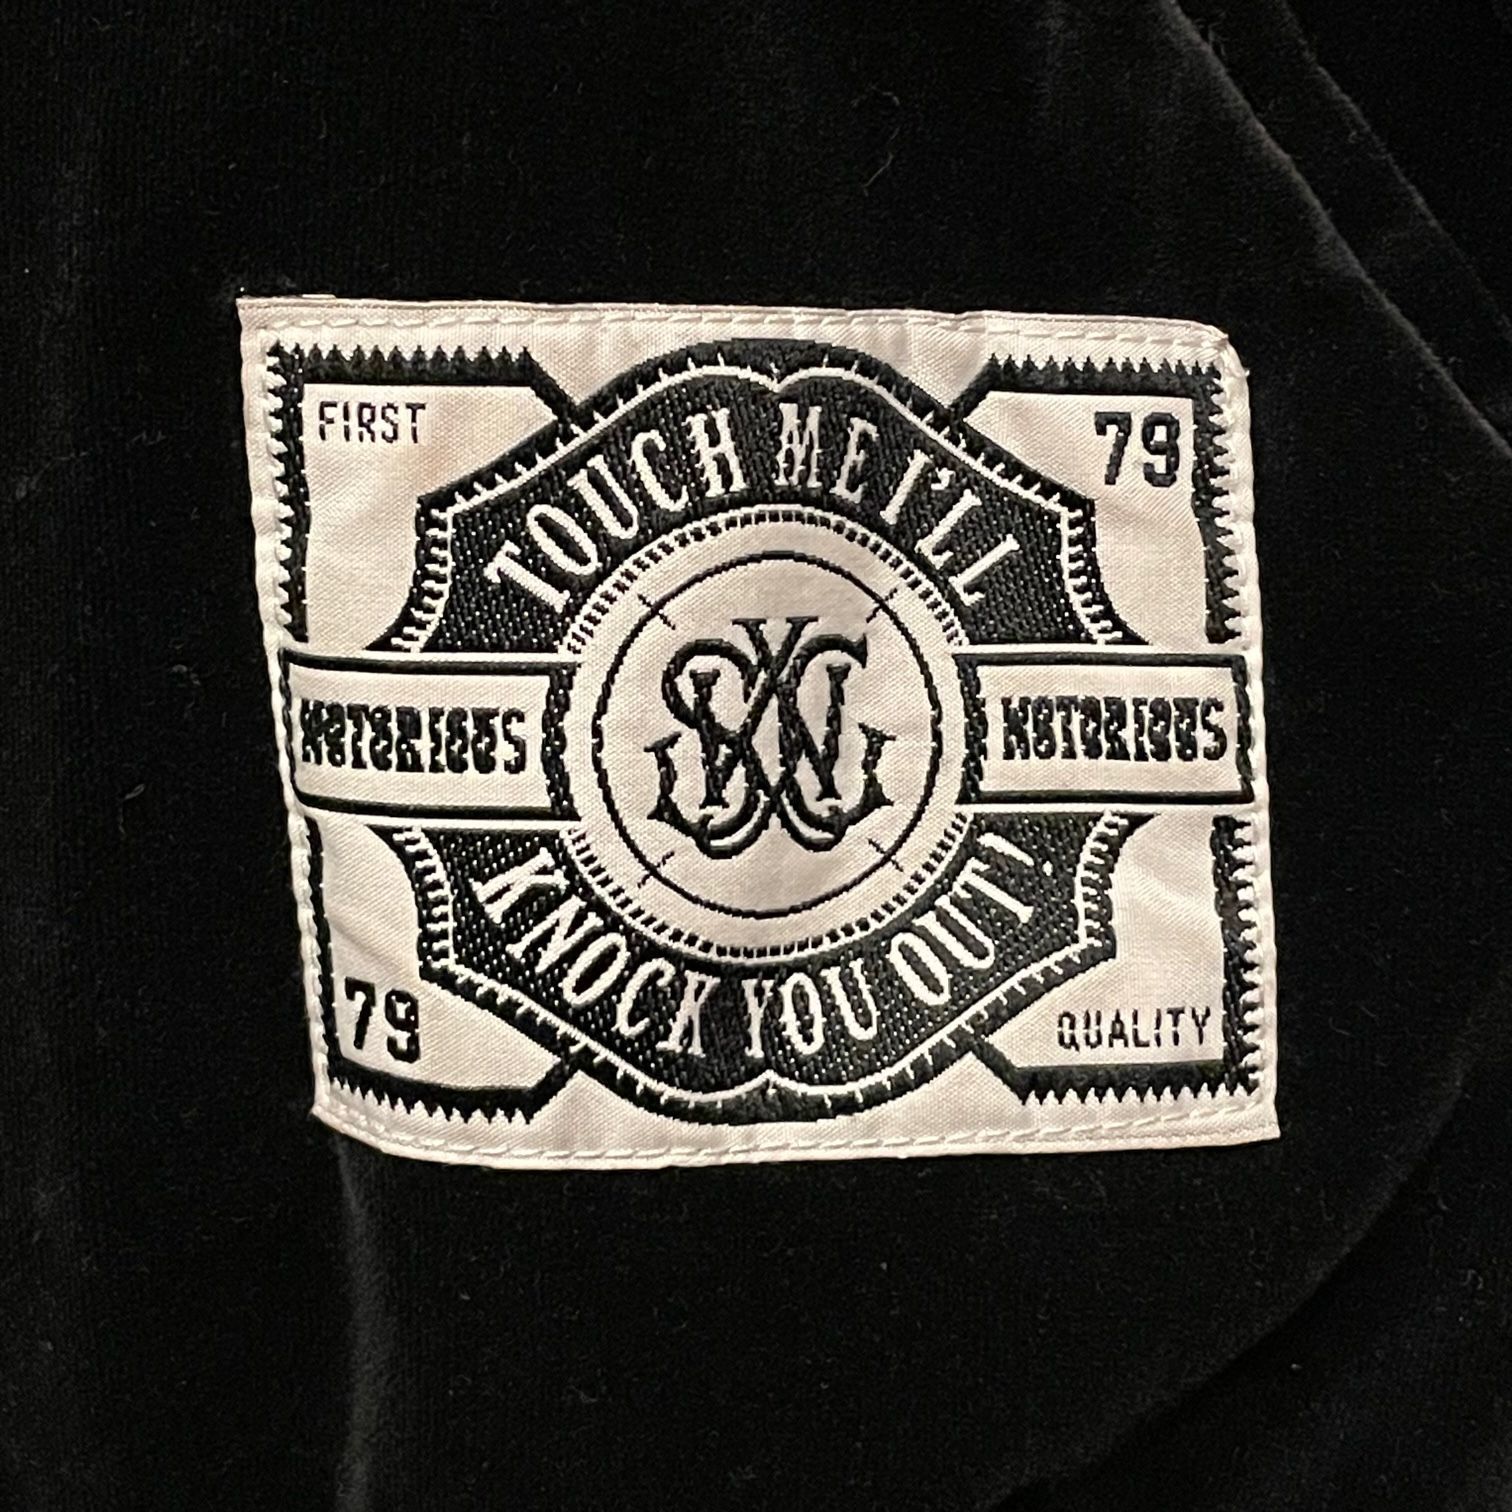 FIRST
79
TOUCH ME I'LL
NOTORIOUS
NOTORIOUS
KNOCK YOU OUT!
79
QUALITY